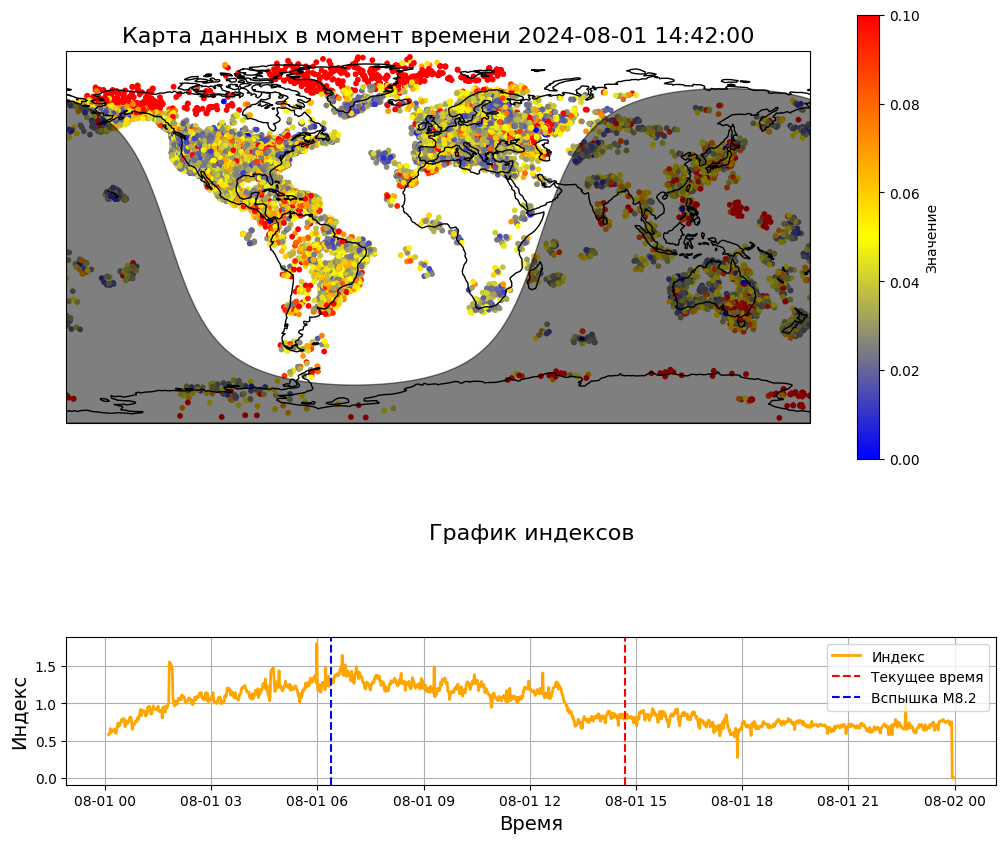 Карта данных в момент времени 2024-08-01 14:42:00
0.10
0.08
0.06
0.04
0.02
0.00
Значение
График индексов
Индекс
1.5
1.0
0.5
0.0
Индекс
Текущее время
Вспышка M8.2
08-01 00 08-01 03 08-01 06 08-01 09 08-01 12 08-01 15 08-01 18 08-01 21 08-02 00
Время